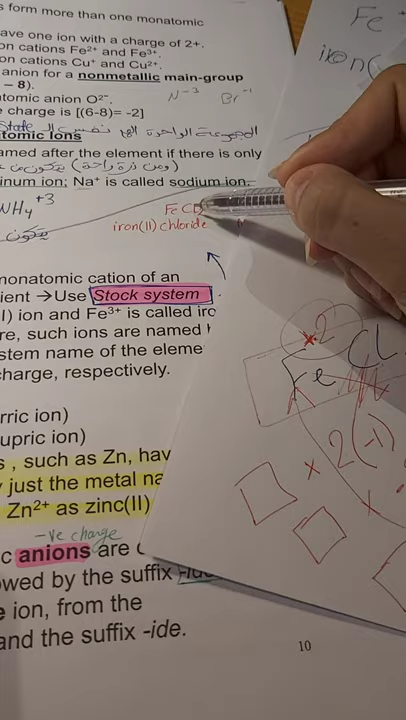 s form more than one monatomic
ave one ion with a charge of 2+.
on cations Fe²⁺ and Fe³⁺.
on cations Cu⁺ and Cu²⁺.
anion for a nonmetallic main-group
– 8).
tomic anion O²⁻.
N⁻³ Br⁻¹
e charge is [(6-8)= -2]
State
tomic Ions
amed after the element if there is only
inum ion; Na⁺ is called sodium ion.
NH₄ ⁺³
FeCl₂
iron(II) chloride
monatomic cation of an
ient → Use Stock system
I) ion and Fe³⁺ is called iro
re, such ions are named
stem name of the eleme
charge, respectively.
rric ion)
upric ion)
s , such as Zn, hav
y just the metal na
Zn²⁺ as zinc(II)
-ve charge
c anions are
owed by the suffix -ide
e ion, from the
and the suffix -ide.
10
Fe
iron(
2
Fe Cl
2(-1)
x
x